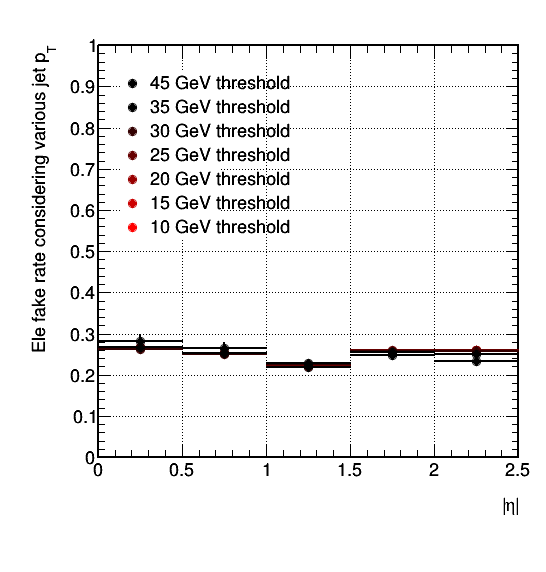 Ele fake rate considering various jet pT
1
0.9
0.8
0.7
0.6
0.5
0.4
0.3
0.2
0.1
0
45 GeV threshold
35 GeV threshold
30 GeV threshold
25 GeV threshold
20 GeV threshold
15 GeV threshold
10 GeV threshold
0 0.5 1 1.5 2 2.5
|η|